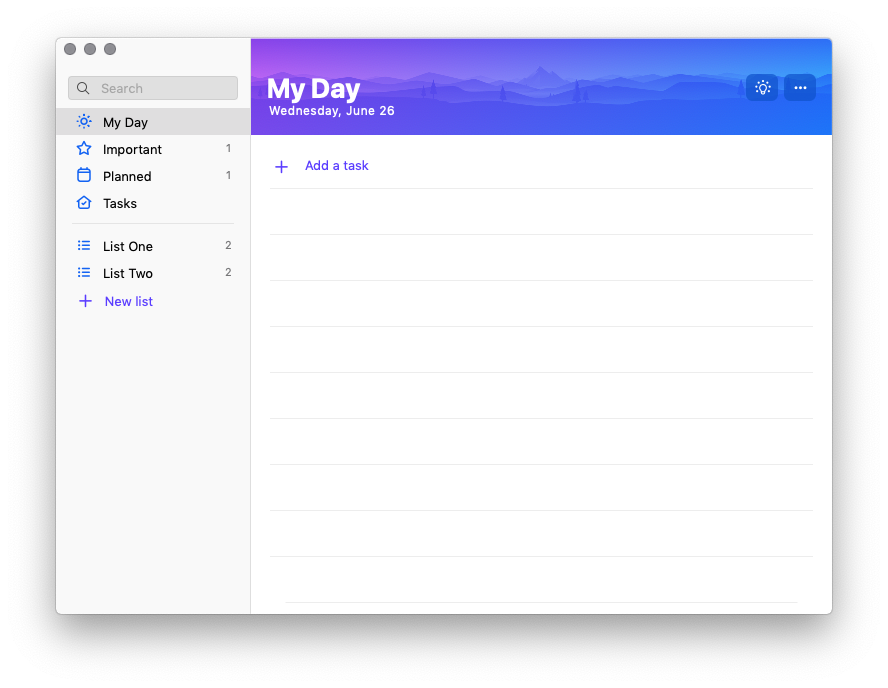 Search
My Day
Important 1
Planned 1
Tasks
List One 2
List Two 2
New list
My Day
Wednesday, June 26
Add a task